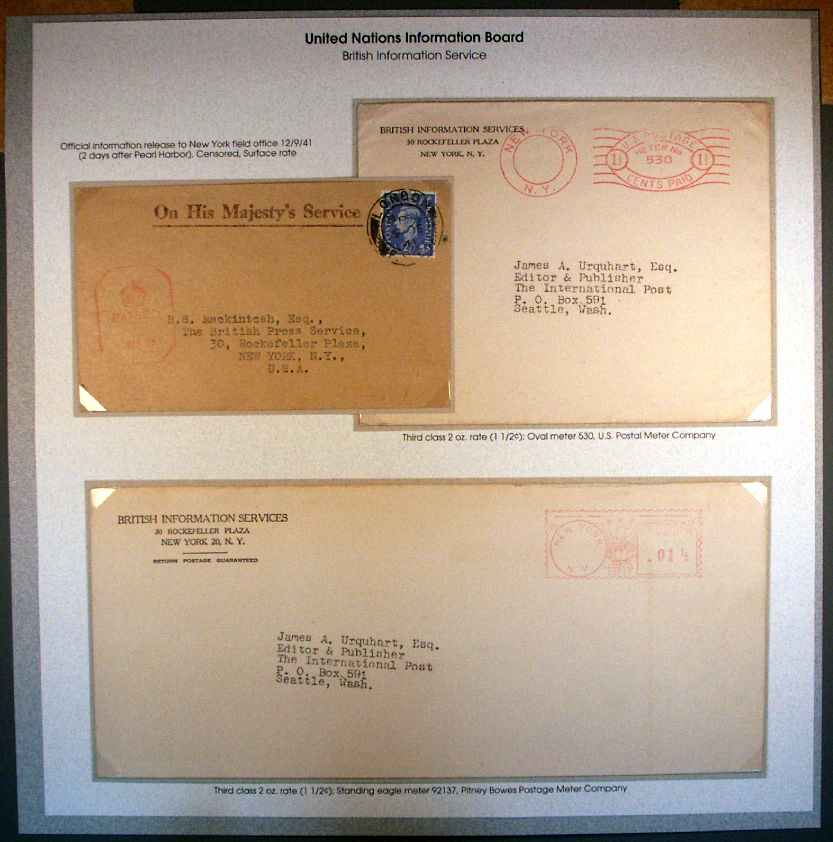 United Nations Information Board
British Information Service
Official information release to New York field office 12/9/41
(2 days after Pearl Harbor), Censored, Surface rate
On His Majesty's Service
LONDON
B.S. Mackintosh, Esq.,
The British Press Service,
30, Rockefeller Plaza,
NEW YORK, N.Y.,
U.S.A.
BRITISH INFORMATION SERVICES
30 ROCKEFELLER PLAZA
NEW YORK, N. Y.
NEW YORK
N.Y.
U.S. POSTAGE
METER No.
1½ 530 1½
CENTS PAID
James A. Urquhart, Esq.
Editor & Publisher
The International Post
P. O. Box 591
Seattle, Wash.
Third class 2 oz. rate (1 1/2¢); Oval meter 530, U.S. Postal Meter Company
BRITISH INFORMATION SERVICES
30 ROCKEFELLER PLAZA
NEW YORK 20, N. Y.
RETURN POSTAGE GUARANTEED
NEW YORK
N.Y.
.01½
James A. Urquhart, Esq.
Editor & Publisher
The International Post
P. O. Box 591
Seattle, Wash.
Third class 2 oz. rate (1 1/2¢); Standing eagle meter 92137, Pitney Bowes Postage Meter Company